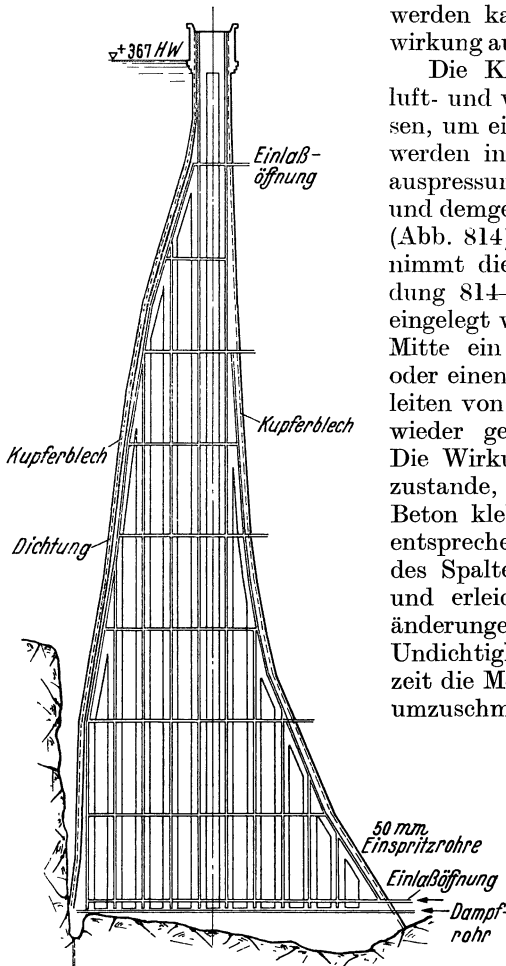 +367 HW
Einlaß-
öffnung
Kupferblech
Kupferblech
Dichtung
50 mm
Einspritzrohre
Einlaßöffnung
Dampf-
rohr
werden ka
wirkung au
Die K
luft- und
sen, um ei
werden in
auspressun
und demge
(Abb. 814)
nimmt die
dung 814–
eingelegt
Mitte ein
oder einen
leiten von
wieder ge
Die Wirku
zustande,
Beton kle
entspreche
des Spalte
und erleic
änderunge
Undichtig
zeit die M
umzuschm